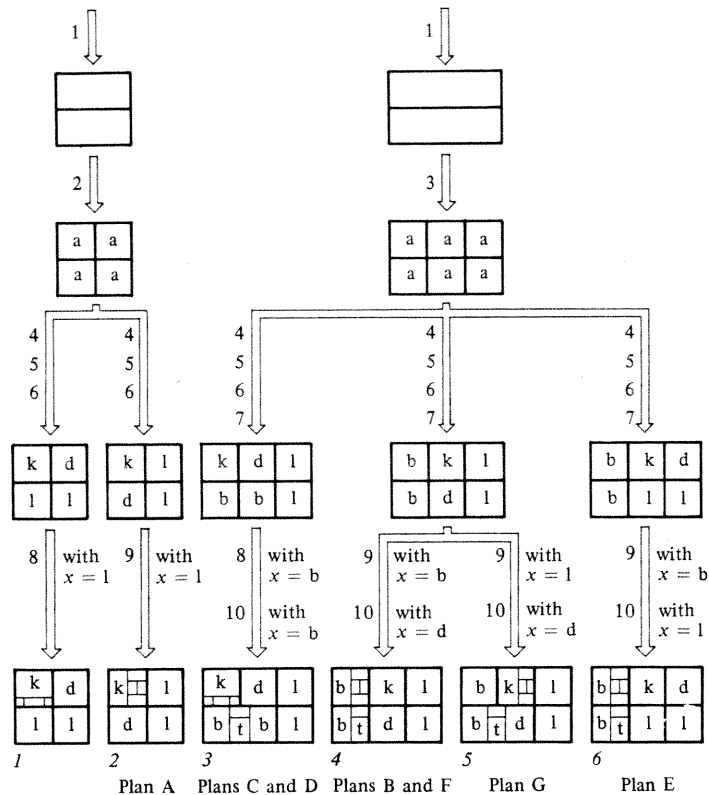 1 1
2 3
a a a a a
a a a a a
4 4 4 4 4
5 5 5 5 5
6 6 6 6 6
7 7 7
k d k l k d l b k l b k d
l l d l b b l b d l b l l
8 with 9 with 8 with 9 with 9 with 9 with
x = l x = l x = b x = b x = l x = b
10 with 10 with 10 with 10 with
x = b x = d x = d x = l
k d k l k d l b k l b k l b k d
l l d l b t b l b t d l b t d l b t l l
1 2 3 4 5 6
Plan A Plans C and D Plans B and F Plan G Plan E